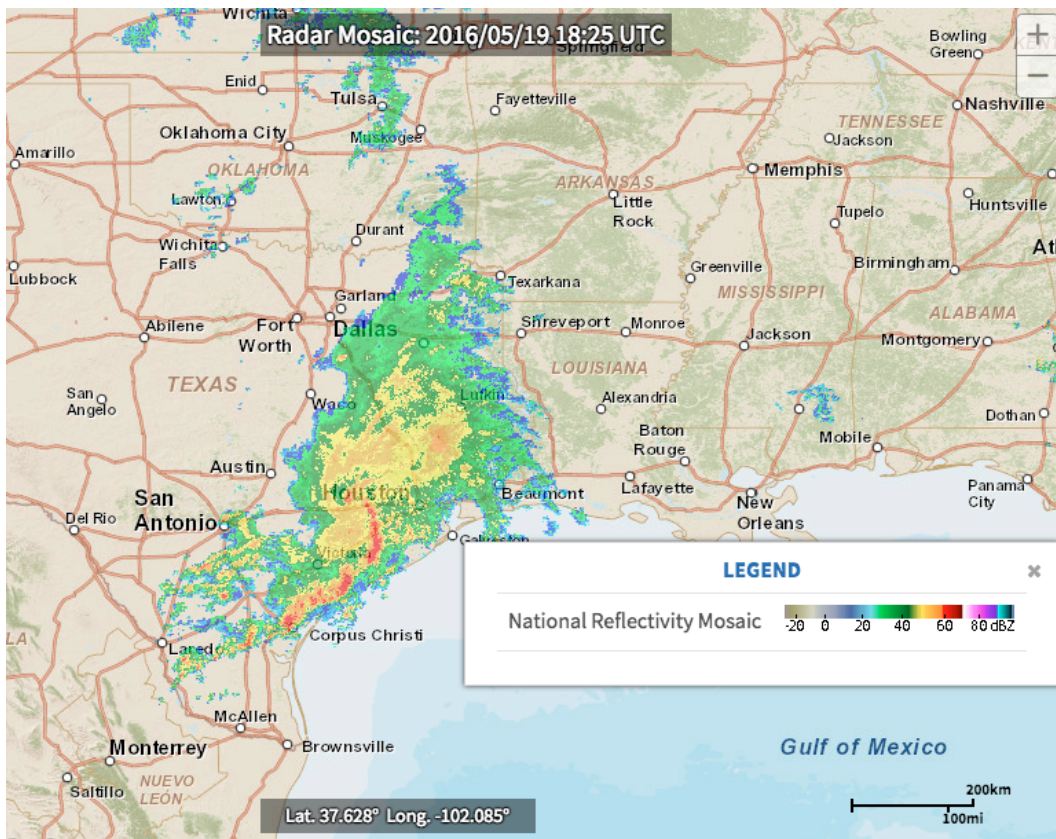 Wichita
Radar Mosaic: 2016/05/19 18:25 UTC
+
−
Bowling
Green
Springfield
Enid
Tulsa
Fayetteville
Nashville
Oklahoma City
Muskogee
TENNESSEE
Jackson
Amarillo
OKLAHOMA
ARKANSAS
Memphis
Lawton
Little
Rock
Tupelo
Huntsville
Durant
Wichita
Falls
Lubbock
Texarkana
Greenville
Birmingham
Atl
MISSISSIPPI
Garland
Abilene
Fort
Worth
Dallas
Shreveport
Monroe
Jackson
ALABAMA
Montgomery
TEXAS
LOUISIANA
San
Angelo
Waco
Lufkin
Alexandria
Dothan
Baton
Rouge
Mobile
Austin
Houston
Beaumont
Lafayette
New
Orleans
Panama
City
San
Antonio
Del Rio
Victoria
Galveston
LEGEND
×
National Reflectivity Mosaic
-20 0 20 40 60 80 dBZ
LA
Laredo
Corpus Christi
McAllen
Monterrey
Brownsville
Gulf of Mexico
NUEVO
LEÓN
Saltillo
200km
100mi
Lat. 37.628° Long. -102.085°